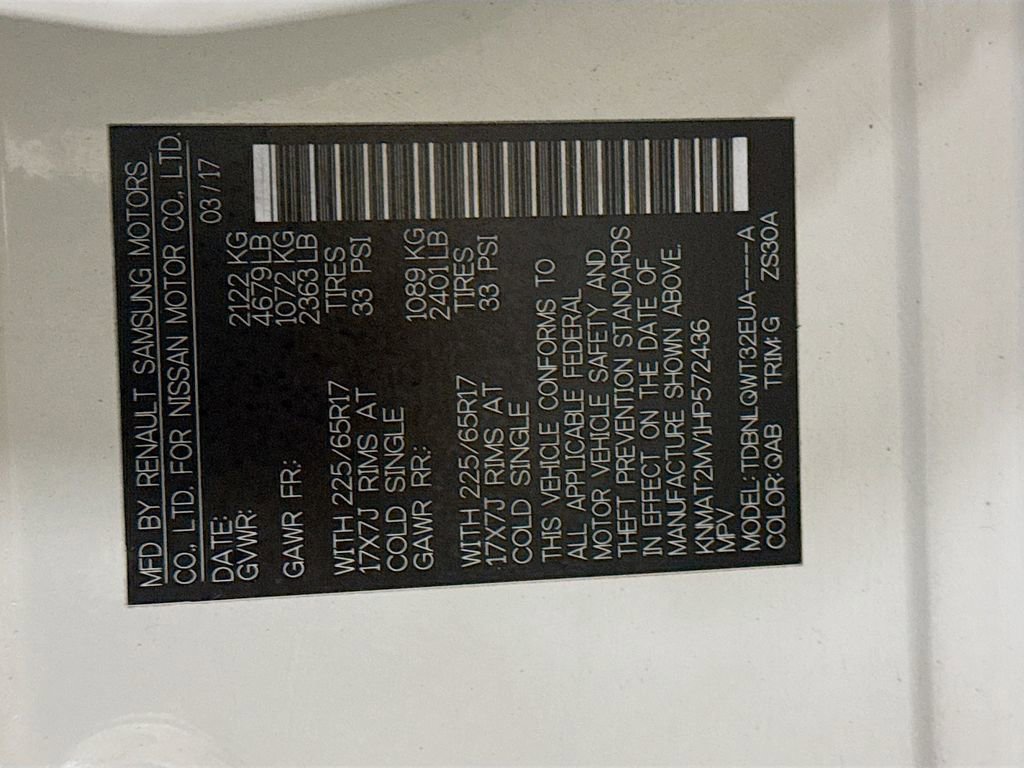 MFD BY RENAULT SAMSUNG MOTORS
CO., LTD. FOR NISSAN MOTOR CO., LTD.
DATE: 03/17
GVWR: 2122 KG
4679 LB
GAWR FR: 1072 KG
2363 LB
WITH 225/65R17 TIRES
17X7J RIMS AT 33 PSI
COLD SINGLE
GAWR RR: 1089 KG
2401 LB
WITH 225/65R17 TIRES
17X7J RIMS AT 33 PSI
COLD SINGLE
THIS VEHICLE CONFORMS TO
ALL APPLICABLE FEDERAL
MOTOR VEHICLE SAFETY AND
THEFT PREVENTION STANDARDS
IN EFFECT ON THE DATE OF
MANUFACTURE SHOWN ABOVE.
KNMAT2MV1HP572436
MPV
MODEL: TDBNLQWT32EUA----A
COLOR: QAB TRIM: G ZS30A